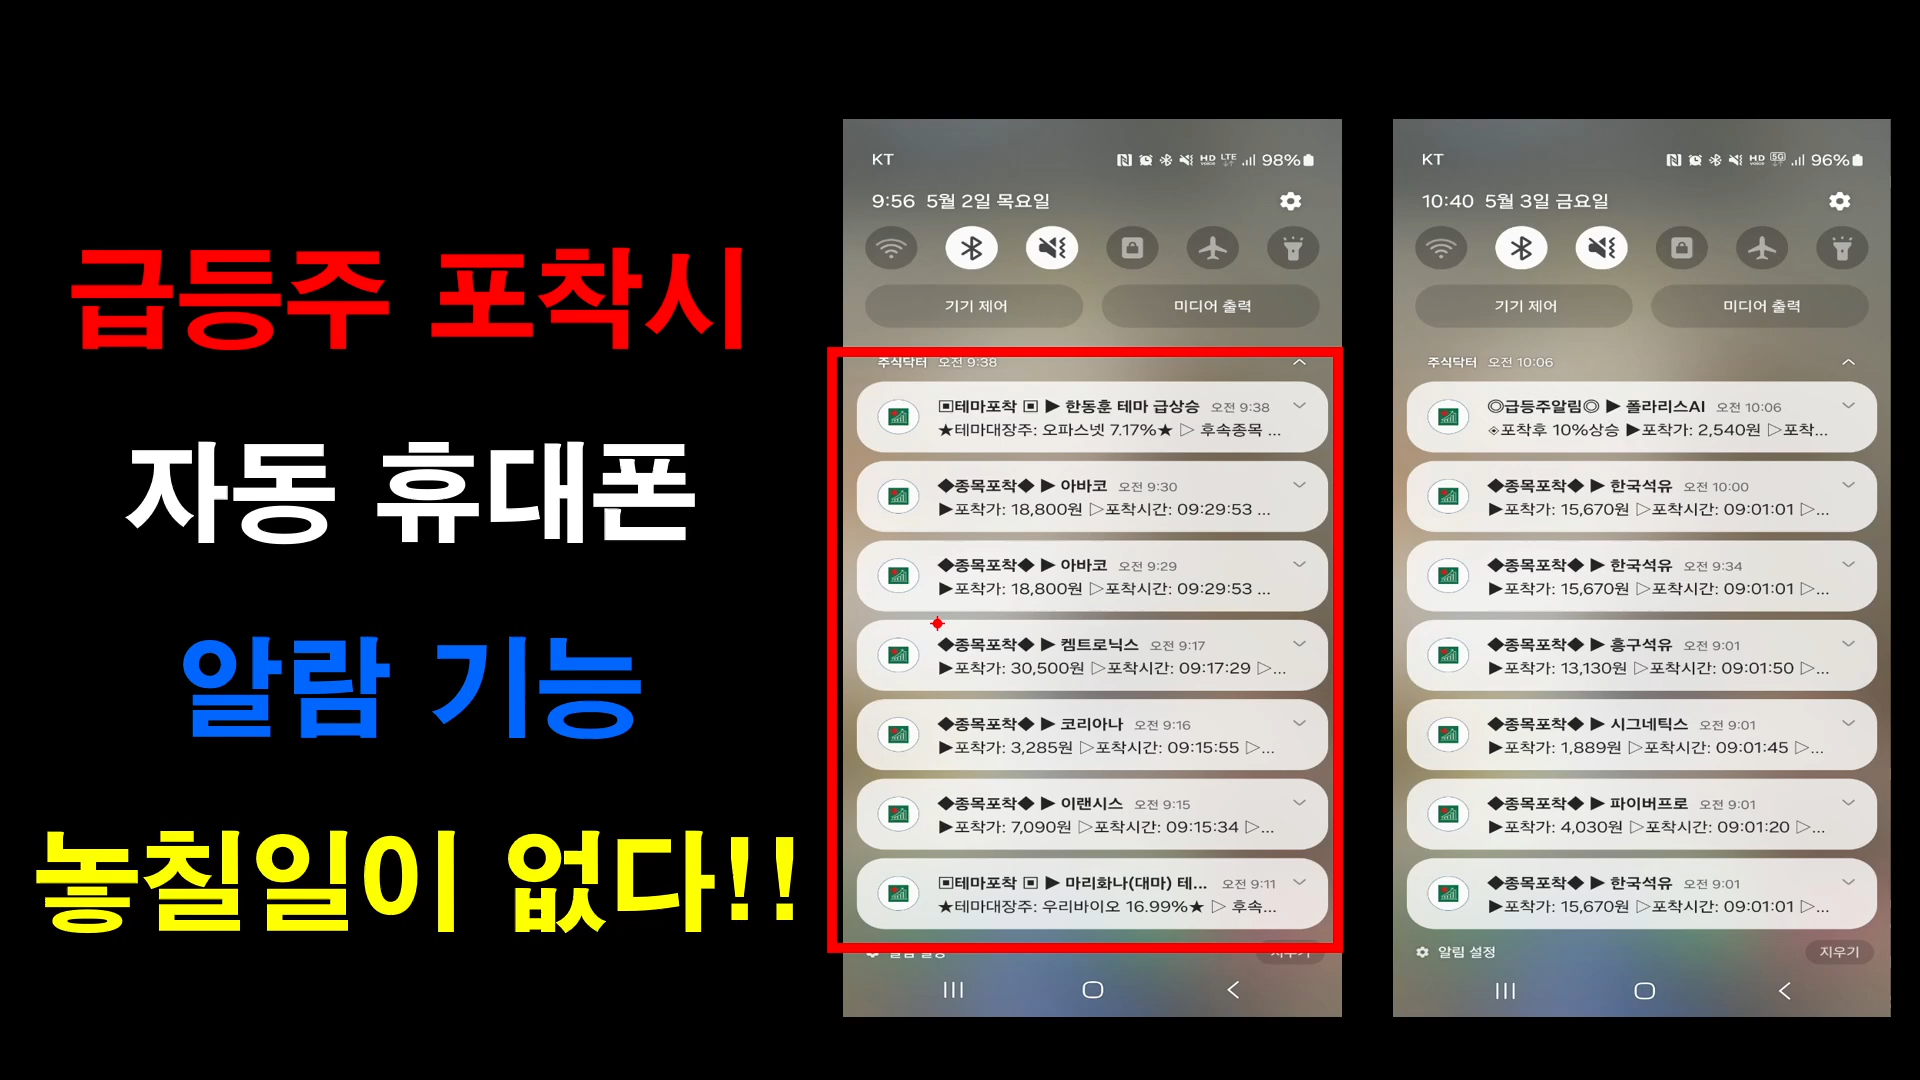 급등주 포착시
자동 휴대폰
알람 기능
놓칠일이 없다!!
KT
HD VOICE LTE 98%
9:56 5월 2일 목요일
기기 제어
미디어 출력
주식닥터 오전 9:38
▣테마포착 ▣ ▶ 한동훈 테마 급상승 오전 9:38
★테마대장주: 오파스넷 7.17%★ ▷ 후속종목 ...
◆종목포착◆ ▶ 아바코 오전 9:30
▶포착가: 18,800원 ▷포착시간: 09:29:53 ...
◆종목포착◆ ▶ 아바코 오전 9:29
▶포착가: 18,800원 ▷포착시간: 09:29:53 ...
◆종목포착◆ ▶ 켐트로닉스 오전 9:17
▶포착가: 30,500원 ▷포착시간: 09:17:29 ▷...
◆종목포착◆ ▶ 코리아나 오전 9:16
▶포착가: 3,285원 ▷포착시간: 09:15:55 ▷...
◆종목포착◆ ▶ 이랜시스 오전 9:15
▶포착가: 7,090원 ▷포착시간: 09:15:34 ▷...
▣테마포착 ▣ ▶ 마리화나(대마) 테... 오전 9:11
★테마대장주: 우리바이오 16.99%★ ▷ 후속...
KT
HD VOICE 5G 96%
10:40 5월 3일 금요일
기기 제어
미디어 출력
주식닥터 오전 10:06
◎급등주알림◎ ▶ 폴라리스AI 오전 10:06
◈포착후 10%상승 ▶포착가: 2,540원 ▷포착...
◆종목포착◆ ▶ 한국석유 오전 10:00
▶포착가: 15,670원 ▷포착시간: 09:01:01 ▷...
◆종목포착◆ ▶ 한국석유 오전 9:34
▶포착가: 15,670원 ▷포착시간: 09:01:01 ▷...
◆종목포착◆ ▶ 흥구석유 오전 9:01
▶포착가: 13,130원 ▷포착시간: 09:01:50 ▷...
◆종목포착◆ ▶ 시그네틱스 오전 9:01
▶포착가: 1,889원 ▷포착시간: 09:01:45 ▷...
◆종목포착◆ ▶ 파이버프로 오전 9:01
▶포착가: 4,030원 ▷포착시간: 09:01:20 ▷...
◆종목포착◆ ▶ 한국석유 오전 9:01
▶포착가: 15,670원 ▷포착시간: 09:01:01 ▷...
알림 설정
지우기